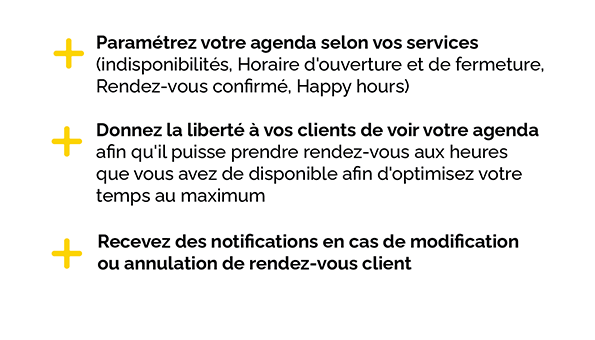 Paramétrez votre agenda selon vos services
(indisponibilités, Horaire d'ouverture et de fermeture,
Rendez-vous confirmé, Happy hours)
Donnez la liberté à vos clients de voir votre agenda
afin qu'il puisse prendre rendez-vous aux heures
que vous avez de disponible afin d'optimisez votre
temps au maximum
Recevez des notifications en cas de modification
ou annulation de rendez-vous client